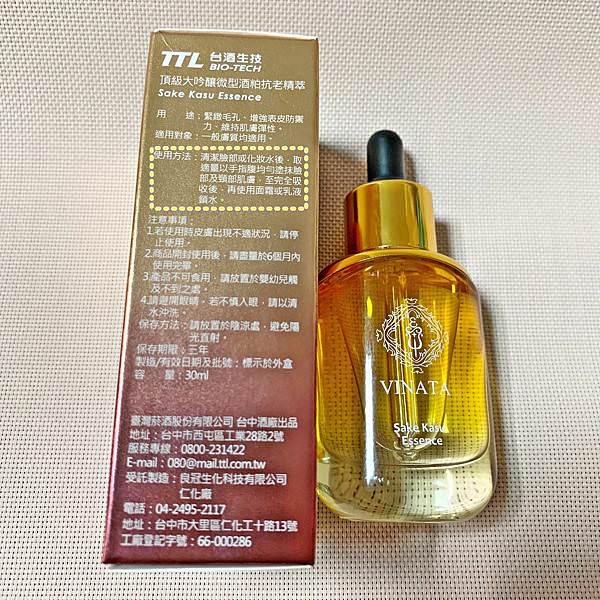 TTL 台酒生技
BIO-TECH
頂級大吟釀微型酒粕抗老精萃
Sake Kasu Essence
用　　途：緊緻毛孔、增強表皮防禦
力、維持肌膚彈性。
適用對象：一般膚質均適用。
使用方法：清潔臉部或化妝水後，取
適量以手指腹均勻塗抹臉
部及頸部肌膚，至完全吸
收後，再使用面霜或乳液
鎖水。
注意事項：
1.若使用時皮膚出現不適狀況，請停
止使用。
2.商品開封使用後，請盡量於6個月內
使用完畢。
3.產品不可食用，請放置於嬰幼兒觸
及不到之處。
4.請避開眼睛，若不慎入眼，請以清
水沖洗。
保存方法：請放置於陰涼處，避免陽
光直射。
保存期限：三年
製造/有效日期及批號：標示於外盒
容　　量：30ml
臺灣菸酒股份有限公司 台中酒廠出品
地址：台中市西屯區工業28路2號
服務專線：0800-231422
E-mail：080@mail.ttl.com.tw
受託製造：良冠生化科技有限公司
仁化廠
電話：04-2495-2117
地址：台中市大里區仁化工十路13號
工廠登記字號：66-000286
VINATA
Sake Kasu
Essence